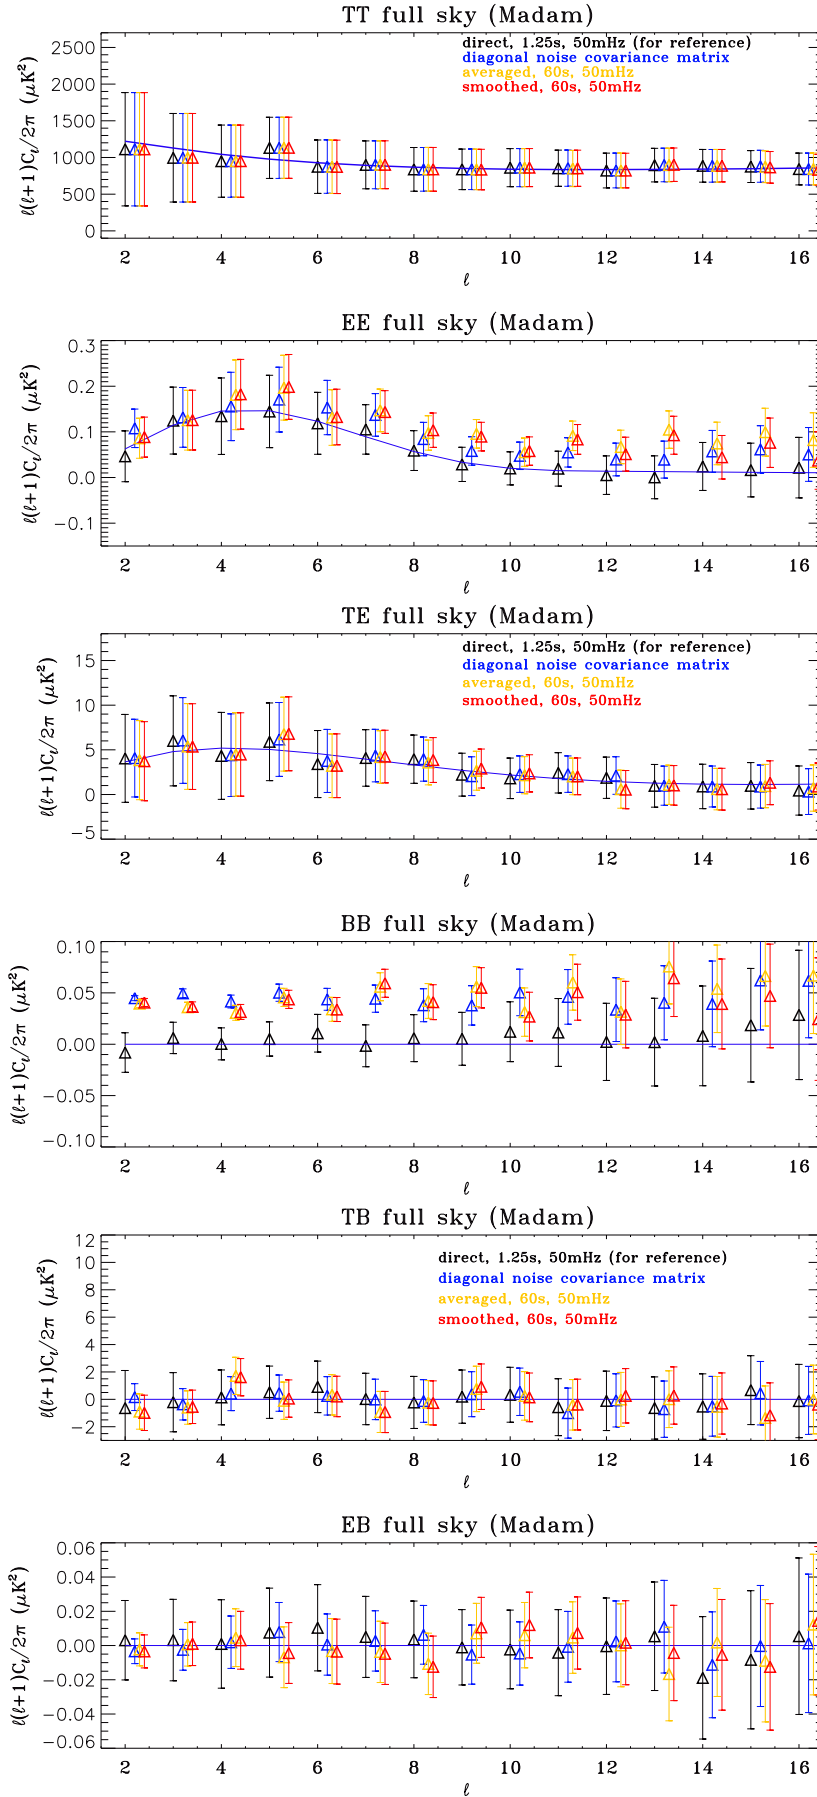 TT full sky (Madam)
direct, 1.25s, 50mHz (for reference)
diagonal noise covariance matrix
averaged, 60s, 50mHz
smoothed, 60s, 50mHz
ℓ(ℓ+1)Cℓ/2π (μK²)
2500
2000
1500
1000
500
0
2 4 6 8 10 12 14 16
ℓ
EE full sky (Madam)
ℓ(ℓ+1)Cℓ/2π (μK²)
0.3
0.2
0.1
0.0
−0.1
2 4 6 8 10 12 14 16
ℓ
TE full sky (Madam)
direct, 1.25s, 50mHz (for reference)
diagonal noise covariance matrix
averaged, 60s, 50mHz
smoothed, 60s, 50mHz
ℓ(ℓ+1)Cℓ/2π (μK²)
15
10
5
0
−5
2 4 6 8 10 12 14 16
ℓ
BB full sky (Madam)
ℓ(ℓ+1)Cℓ/2π (μK²)
0.10
0.05
0.00
−0.05
−0.10
2 4 6 8 10 12 14 16
ℓ
TB full sky (Madam)
direct, 1.25s, 50mHz (for reference)
diagonal noise covariance matrix
averaged, 60s, 50mHz
smoothed, 60s, 50mHz
ℓ(ℓ+1)Cℓ/2π (μK²)
12
10
8
6
4
2
0
−2
2 4 6 8 10 12 14 16
ℓ
EB full sky (Madam)
ℓ(ℓ+1)Cℓ/2π (μK²)
0.06
0.04
0.02
0.00
−0.02
−0.04
−0.06
2 4 6 8 10 12 14 16
ℓ